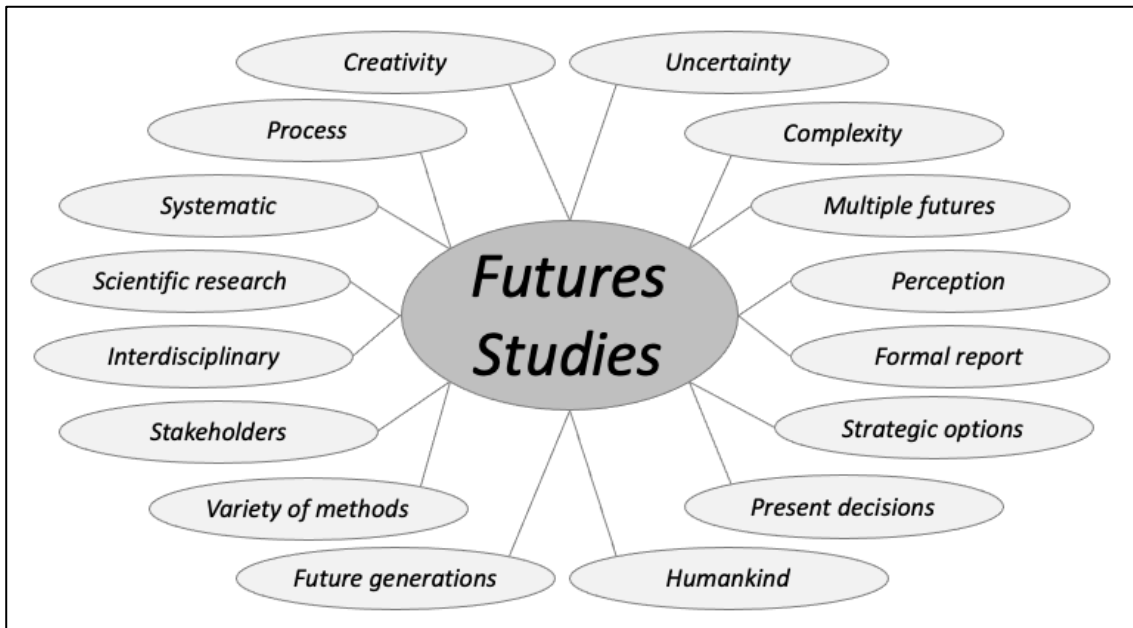 Creativity
Uncertainty
Process
Complexity
Systematic
Multiple futures
Scientific research
Perception
Futures
Studies
Interdisciplinary
Formal report
Stakeholders
Strategic options
Variety of methods
Present decisions
Future generations
Humankind